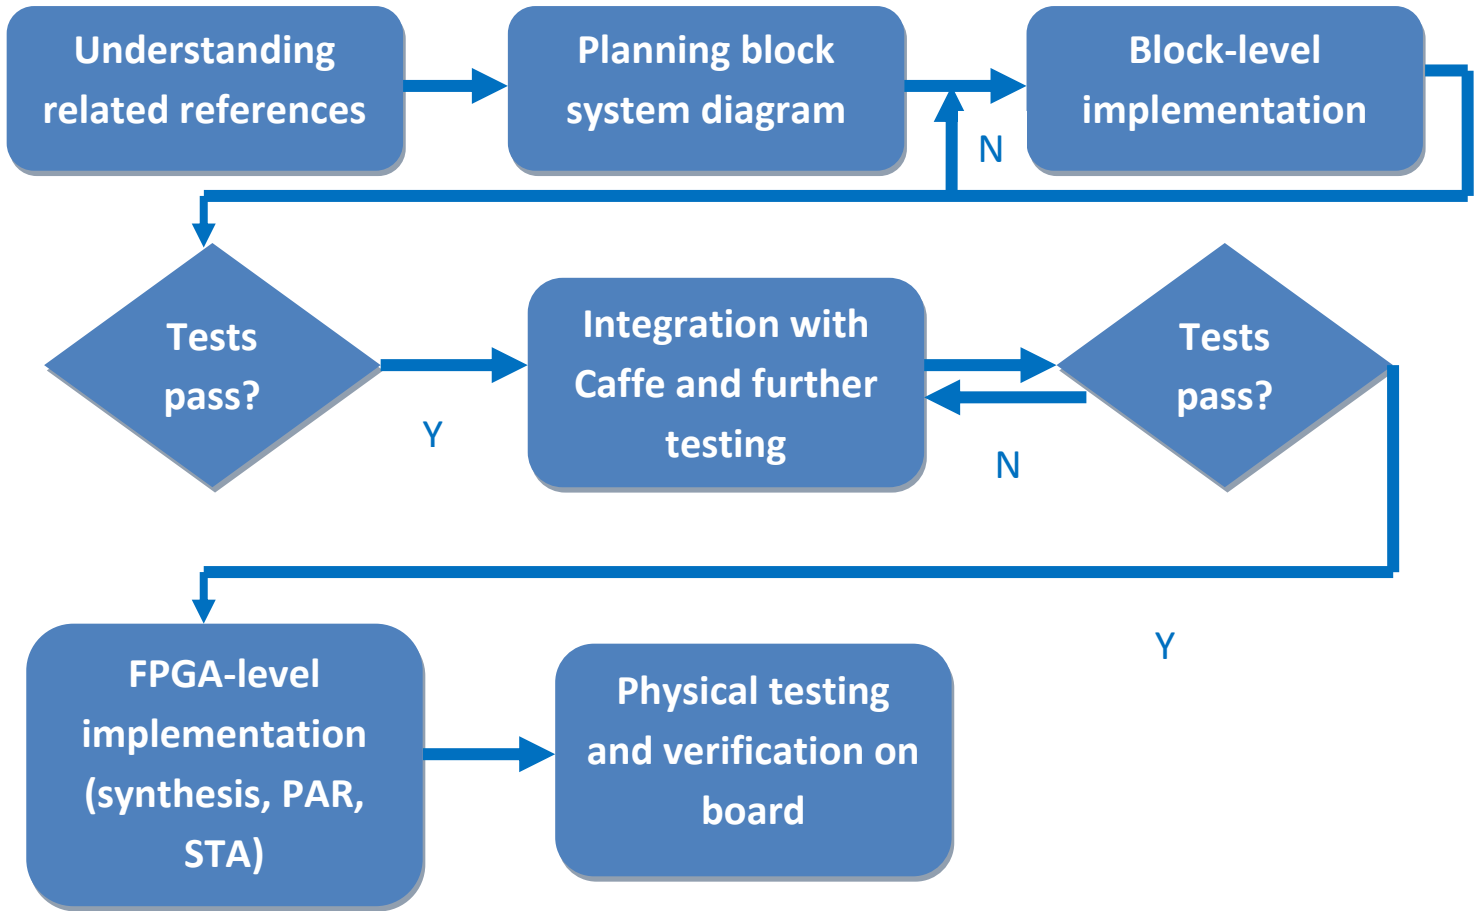 Understanding
related references
Planning block
system diagram
Block-level
implementation
N
Tests
pass?
Y
Integration with
Caffe and further
testing
N
Tests
pass?
Y
FPGA-level
implementation
(synthesis, PAR,
STA)
Physical testing
and verification on
board